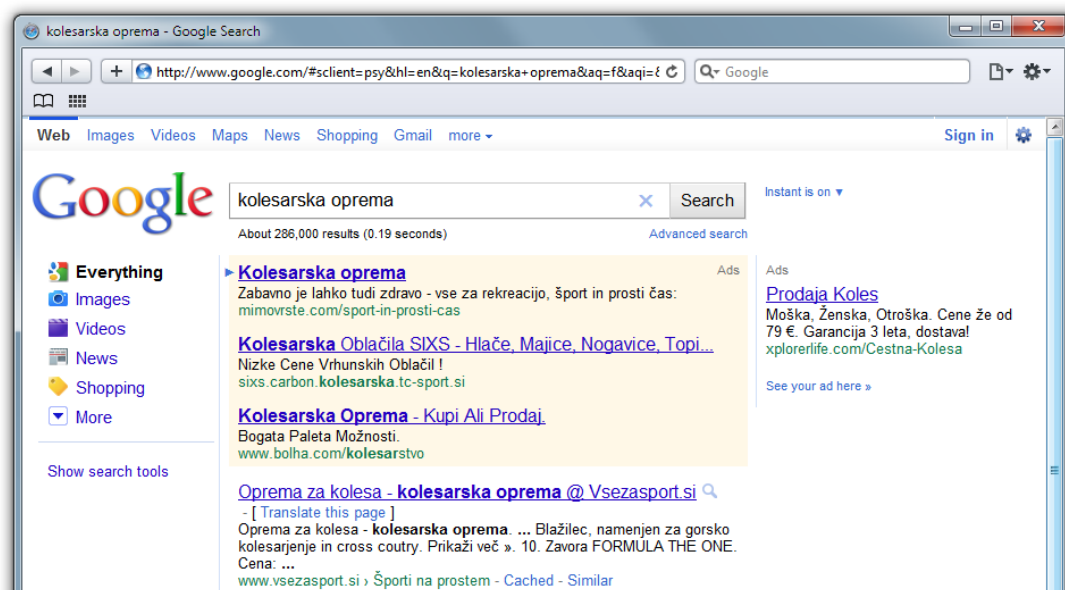 kolesarska oprema - Google Search
http://www.google.com/#sclient=psy&hl=en&q=kolesarska+oprema&aq=f&aqi=
Google
Web Images Videos Maps News Shopping Gmail more
Sign in
Google
kolesarska oprema
Search
Instant is on
About 286,000 results (0.19 seconds)
Advanced search
Everything
Images
Videos
News
Shopping
More
Show search tools
Kolesarska oprema
Ads
Zabavno je lahko tudi zdravo - vse za rekreacijo, šport in prosti čas:
mimovrste.com/sport-in-prosti-cas
Kolesarska Oblačila SIXS - Hlače, Majice, Nogavice, Topi...
Nizke Cene Vrhunskih Oblačil !
sixs.carbon.kolesarska.tc-sport.si
Kolesarska Oprema - Kupi Ali Prodaj.
Bogata Paleta Možnosti.
www.bolha.com/kolesarstvo
Oprema za kolesa - kolesarska oprema @ Vsezasport.si
- [ Translate this page ]
Oprema za kolesa - kolesarska oprema. ... Blažilec, namenjen za gorsko
kolesarjenje in cross coutry. Prikaži več ». 10. Zavora FORMULA THE ONE.
Cena: ...
www.vsezasport.si › Športi na prostem - Cached - Similar
Ads
Prodaja Koles
Moška, Ženska, Otroška. Cene že od
79 €. Garancija 3 leta, dostava!
xplorerlife.com/Cestna-Kolesa
See your ad here »